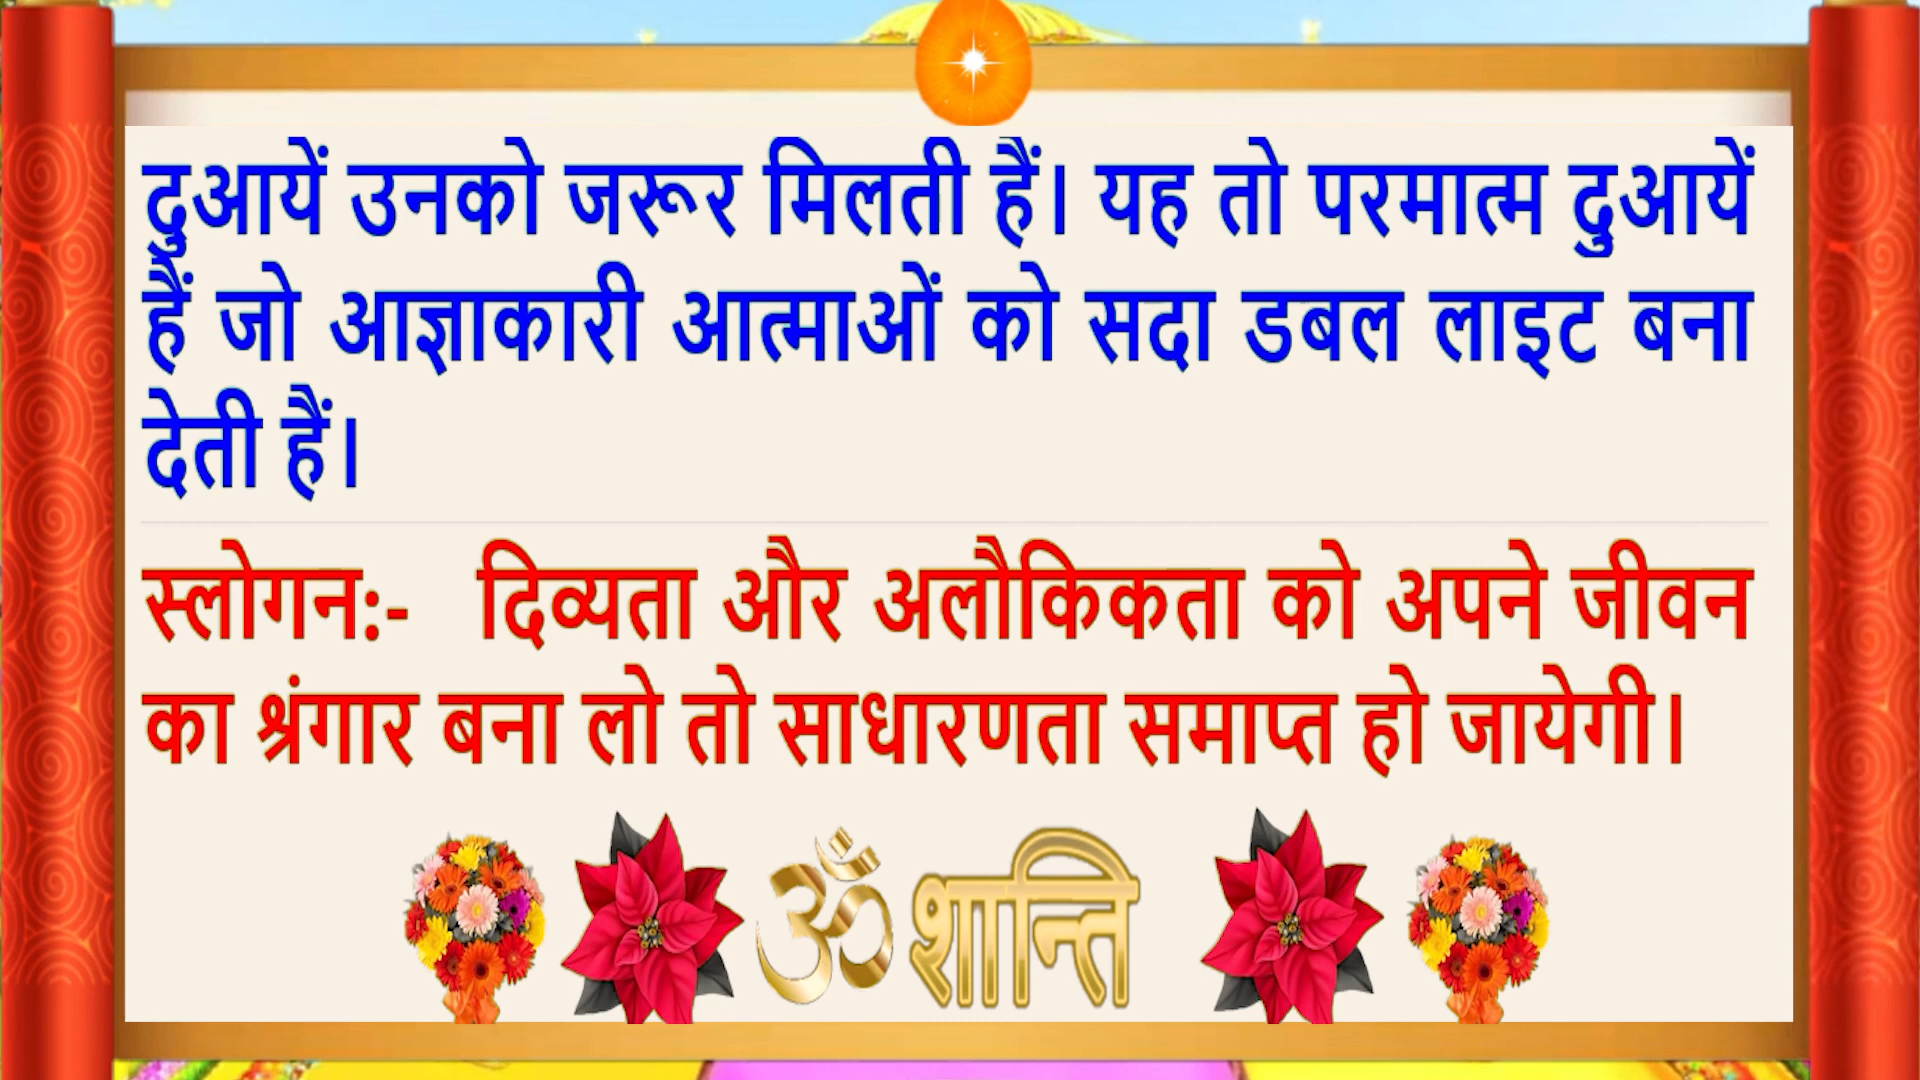 दुआयें उनको जरूर मिलती हैं। यह तो परमात्म दुआयें
हैं जो आज्ञाकारी आत्माओं को सदा डबल लाइट बना
देती हैं।
स्लोगन:- दिव्यता और अलौकिकता को अपने जीवन
का श्रंगार बना लो तो साधारणता समाप्त हो जायेगी।
ॐ शान्ति